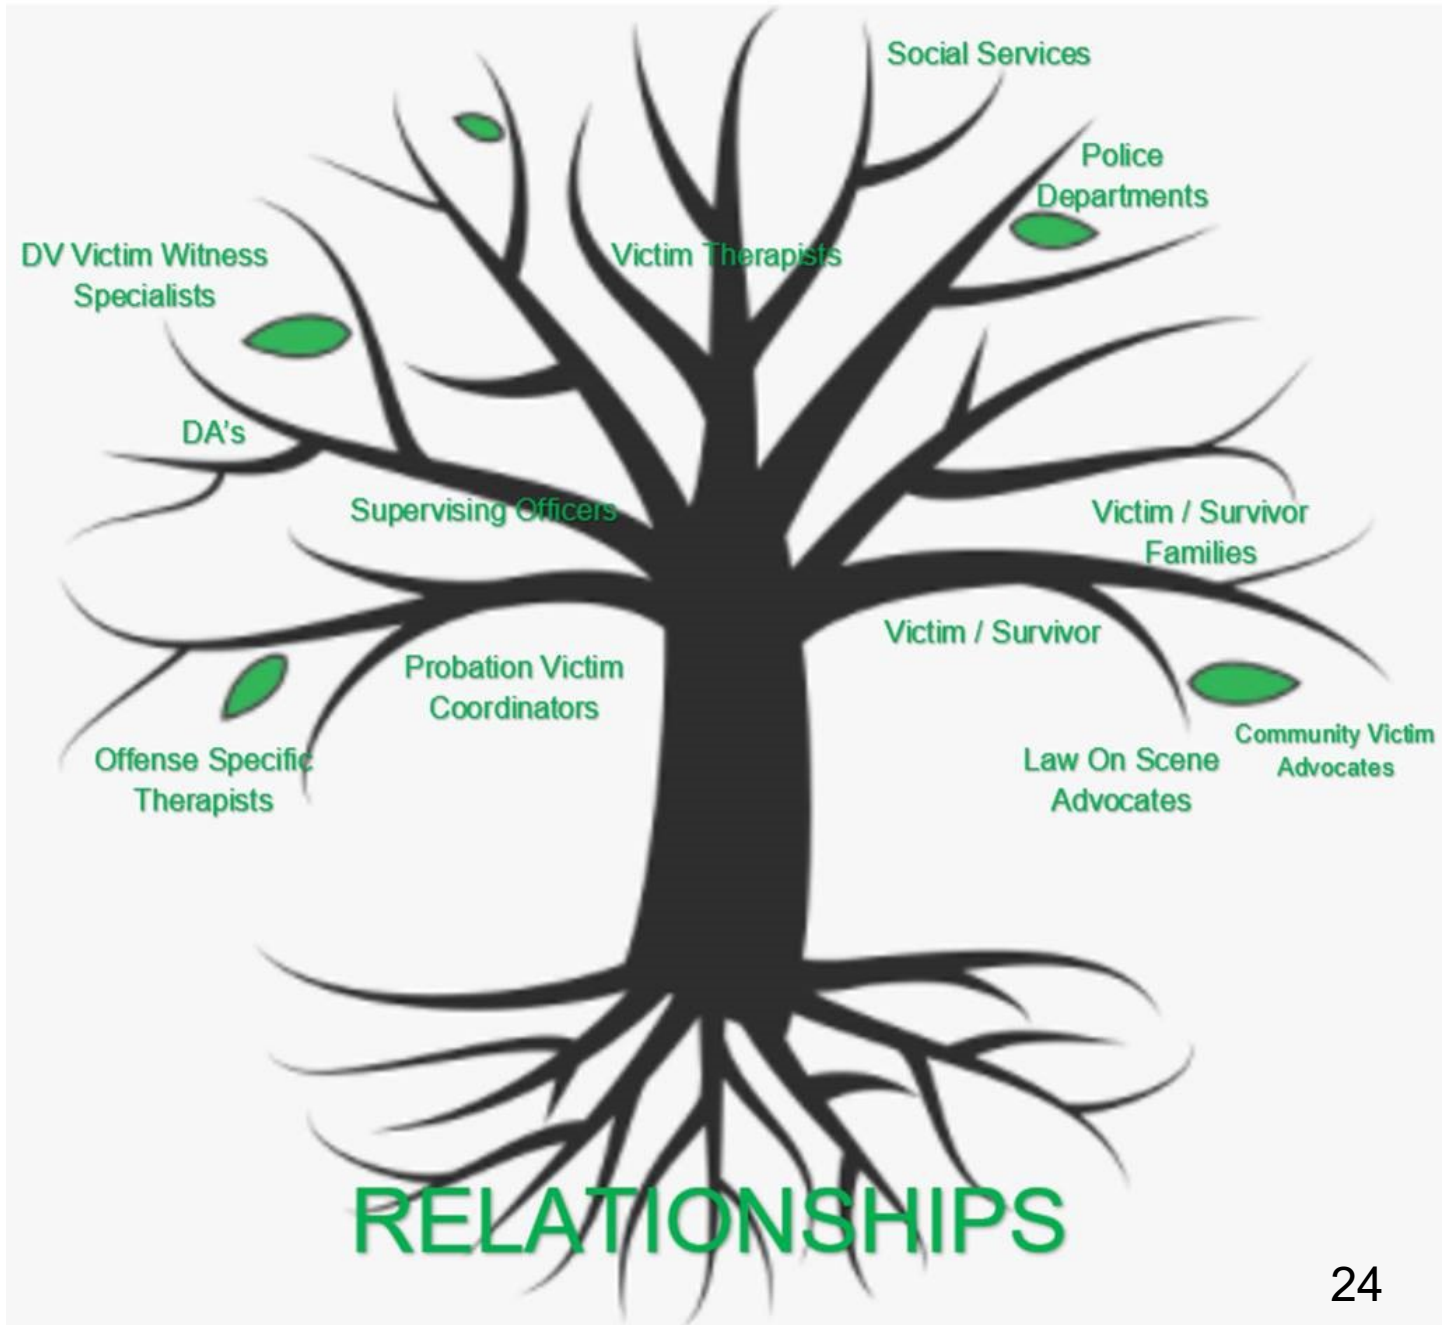 Social Services
Police
Departments
DV Victim Witness
Specialists
Victim Therapists
DA's
Supervising Officers
Victim / Survivor
Families
Victim / Survivor
Probation Victim
Coordinators
Offense Specific
Therapists
Law On Scene
Advocates
Community Victim
Advocates
RELATIONSHIPS
24